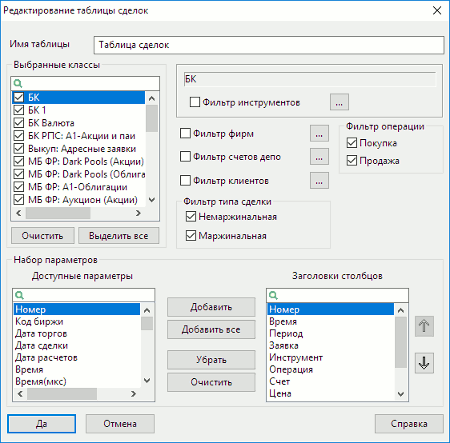 Редактирование таблицы сделок
Имя таблицы
Таблица сделок
Выбранные классы
БК
БК 1
БК Валюта
БК РПС: А1-Акции и паи
Выкуп: Адресные заявки
МБ ФР: Dark Pools (Акции)
МБ ФР: Dark Pools (Облига
МБ ФР: А1-Облигации
МБ ФР: Аукцион (Акции)
Очистить
Выделить все
БК
Фильтр инструментов
...
Фильтр фирм
...
Фильтр счетов депо
...
Фильтр клиентов
...
Фильтр операции
Покупка
Продажа
Фильтр типа сделки
Немаржинальная
Маржинальная
Набор параметров
Доступные параметры
Номер
Код биржи
Дата торгов
Дата сделки
Дата расчетов
Время
Время(мкс)
Добавить
Добавить все
Убрать
Очистить
Заголовки столбцов
Номер
Время
Период
Заявка
Инструмент
Операция
Счет
Цена
Да
Отмена
Справка